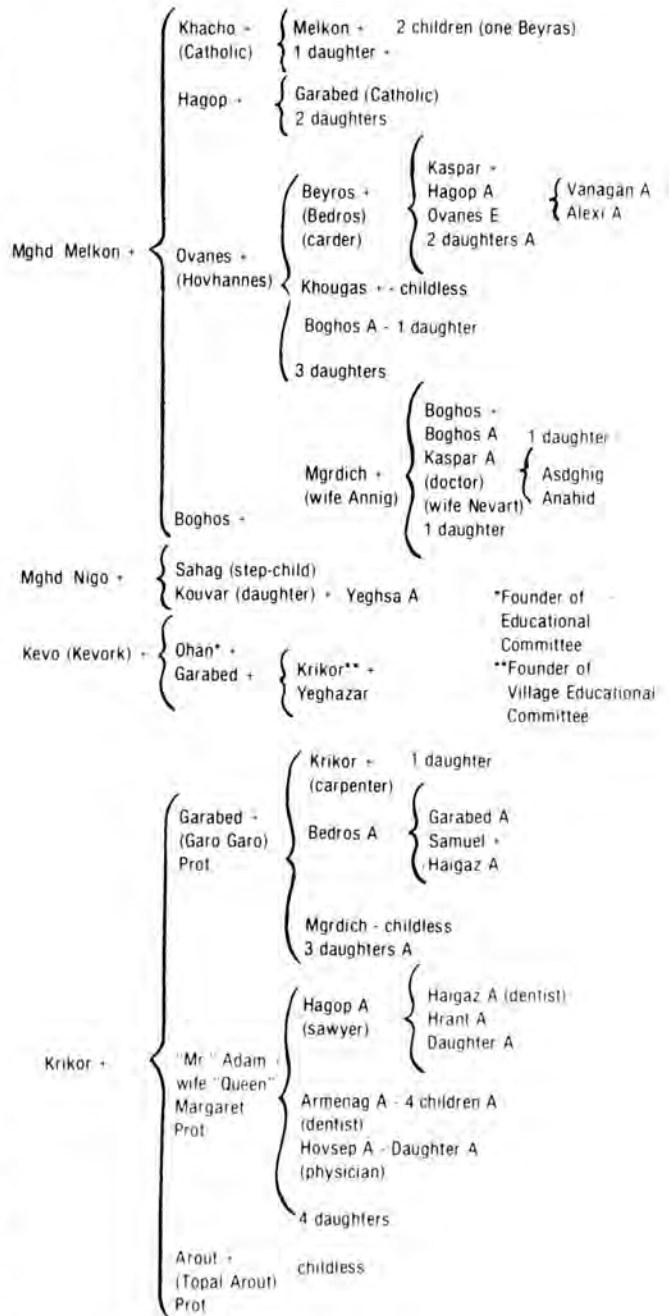 Khacho +
(Catholic)
Melkon + 2 children (one Beyras)
1 daughter +
Hagop +
Garabed (Catholic)
2 daughters
Mghd Melkon +
Ovanes +
(Hovhannes)
Beyros +
(Bedros)
(carder)
Kaspar +
Hagop A
Ovanes E
2 daughters A
Vanagan A
Alexi A
Khougas + - childless
Boghos A - 1 daughter
3 daughters
Boghos +
Mgrdich +
(wife Annig)
Boghos +
Boghos A 1 daughter
Kaspar A
(doctor)
(wife Nevart)
1 daughter
Asdghig
Anahid
Mghd Nigo +
Sahag (step-child)
Kouvar (daughter) + Yeghsa A
Kevo (Kevork) +
Ohan* +
Garabed +
Krikor** +
Yeghazar
*Founder of
Educational
Committee
**Founder of
Village Educational
Committee
Krikor +
Garabed +
(Garo Garo)
Prot
Krikor + 1 daughter
(carpenter)
Bedros A
Garabed A
Samuel +
Haigaz A
Mgrdich - childless
3 daughters A
"Mr" Adam +
wife "Queen"
Margaret
Prot
Hagop A
(sawyer)
Haigaz A (dentist)
Hrant A
Daughter A
Armenag A - 4 children A
(dentist)
Hovsep A - Daughter A
(physician)
4 daughters
Arout + childless
(Topal Arout)
Prot